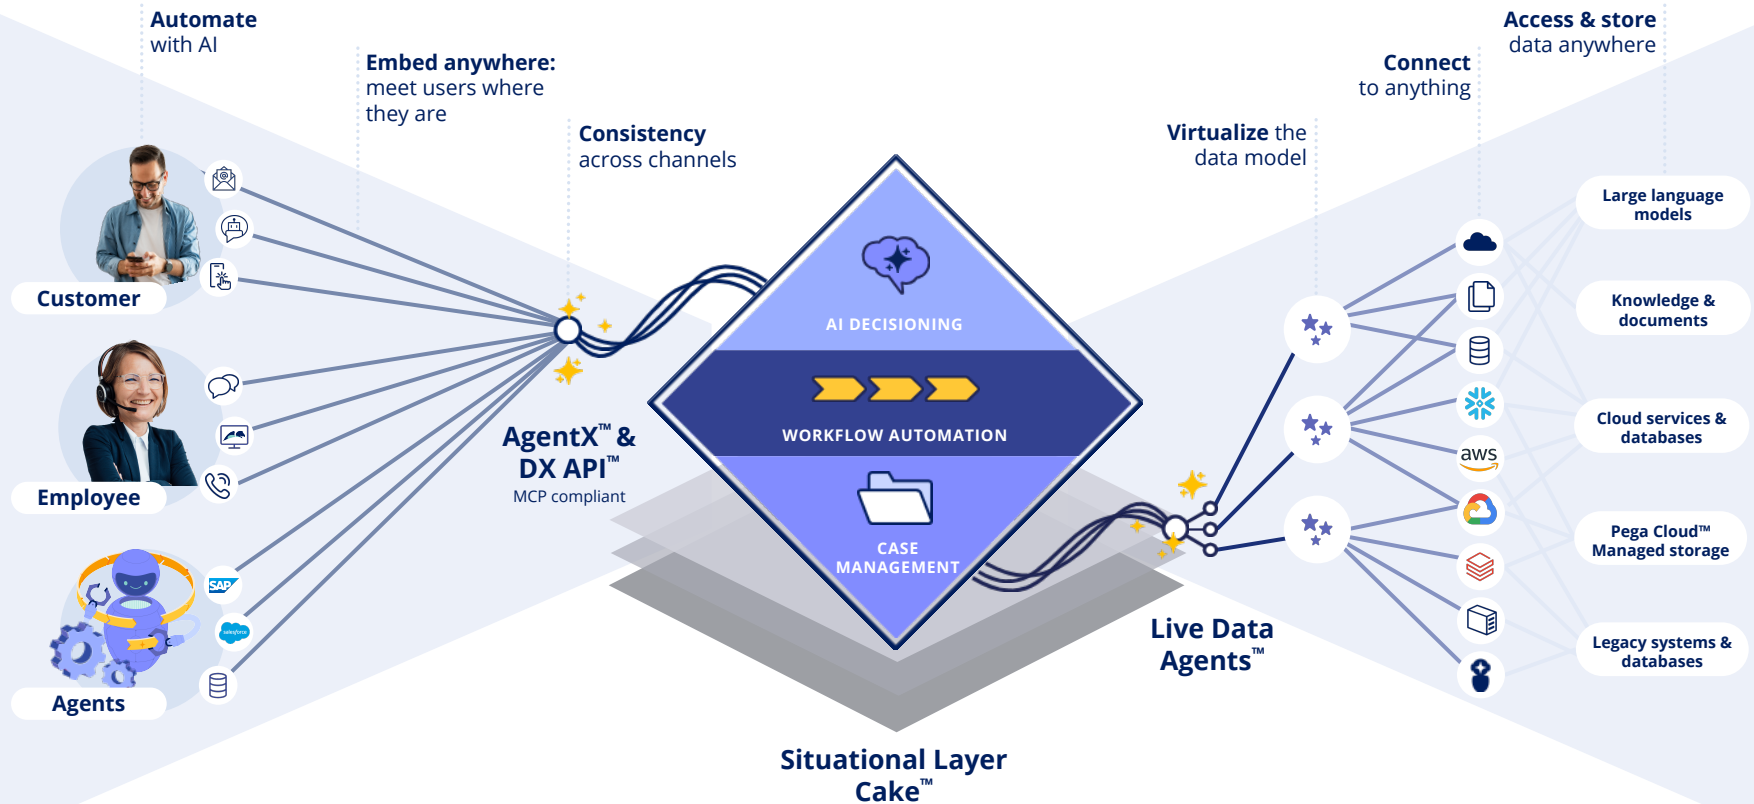 Automate
with AI
Embed anywhere:
meet users where
they are
Consistency
across channels
Customer
Employee
Agents
SAP
salesforce
AgentX™ &
DX API™
MCP compliant
AI DECISIONING
WORKFLOW AUTOMATION
CASE
MANAGEMENT
Situational Layer
Cake™
Virtualize the
data model
Connect
to anything
Access & store
data anywhere
Live Data
Agents™
aws
Large language
models
Knowledge &
documents
Cloud services &
databases
Pega Cloud™
Managed storage
Legacy systems &
databases